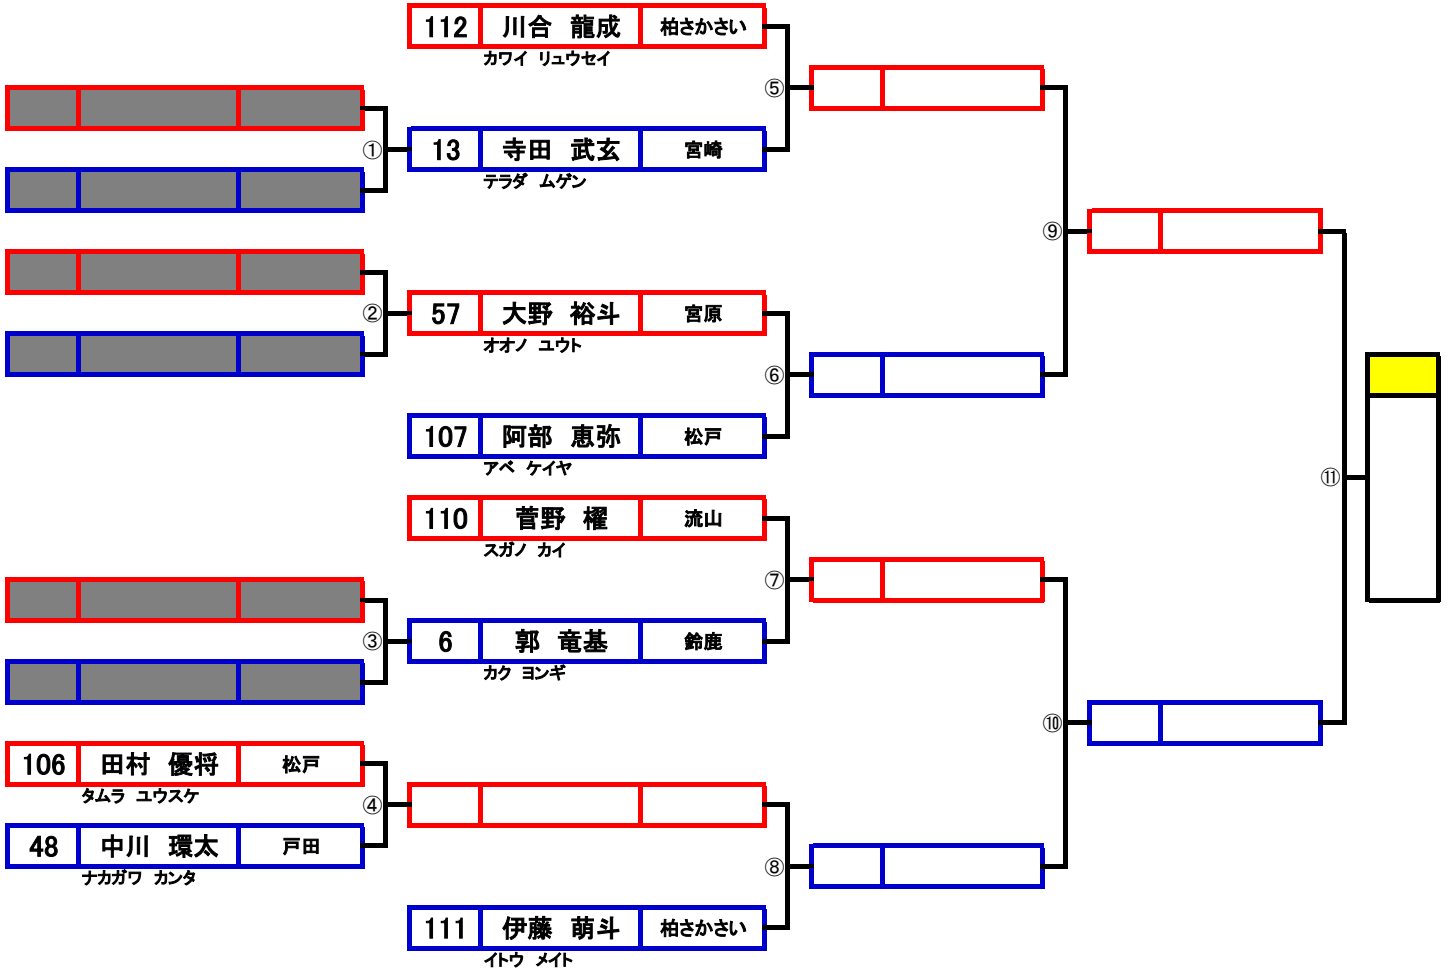 112 川合 龍成 柏さかさい
カワイ リュウセイ
⑤
① 13 寺田 武玄 宮崎
テラダ ムゲン
⑨
② 57 大野 裕斗 宮原
オオノ ユウト
⑥
107 阿部 恵弥 松戸
アベ ケイヤ
⑪
110 菅野 櫂 流山
スガノ カイ
⑦
③ 6 郭 竜基 鈴鹿
カク ヨンギ
⑩
106 田村 優将 松戸
タムラ ユウスケ
④
48 中川 環太 戸田
ナカガワ カンタ
⑧
111 伊藤 萌斗 柏さかさい
イトウ メイト